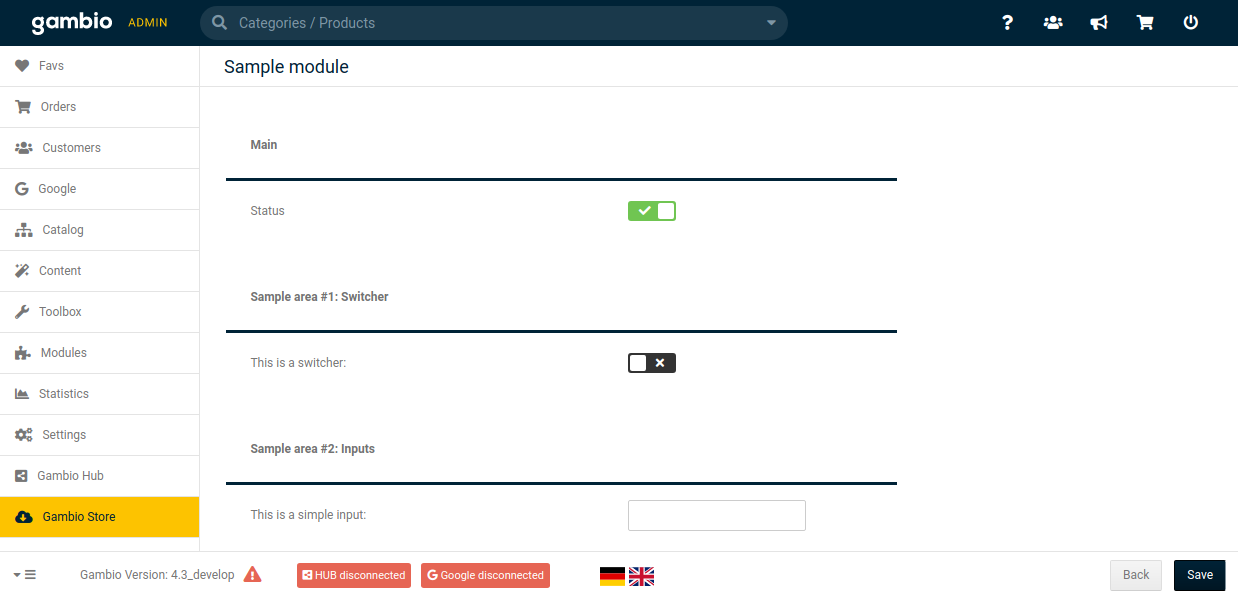 gambio ADMIN
Categories / Products
Favs
Orders
Customers
Google
Catalog
Content
Toolbox
Modules
Statistics
Settings
Gambio Hub
Gambio Store
Sample module
Main
Status
Sample area #1: Switcher
This is a switcher:
Sample area #2: Inputs
This is a simple input:
Gambio Version: 4.3_develop
HUB disconnected
Google disconnected
Back
Save